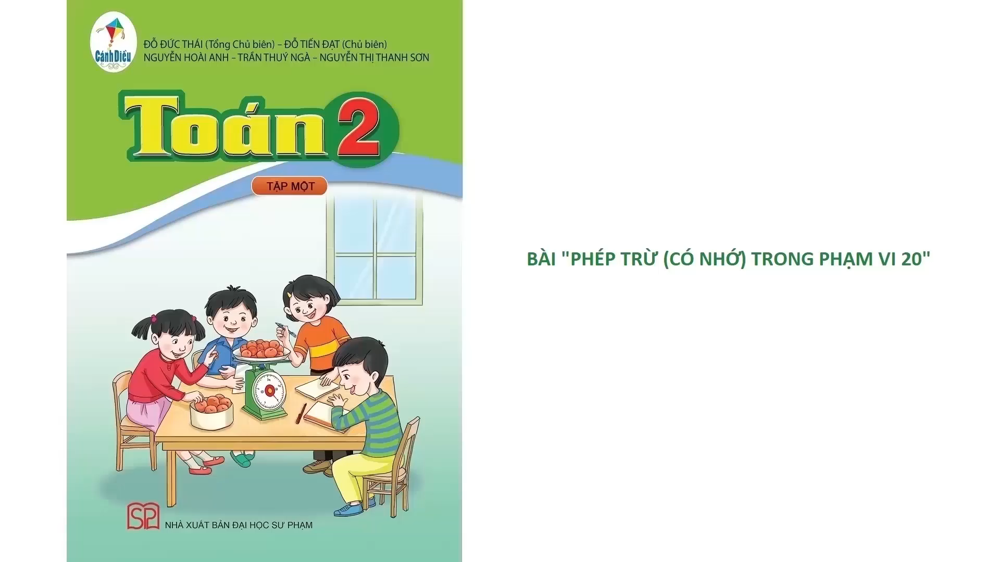 Cánh Diều
ĐỖ ĐỨC THÁI (Tổng Chủ biên) – ĐỖ TIẾN ĐẠT (Chủ biên)
NGUYỄN HOÀI ANH – TRẦN THUÝ NGÀ – NGUYỄN THỊ THANH SƠN
Toán 2
TẬP MỘT
BÀI "PHÉP TRỪ (CÓ NHỚ) TRONG PHẠM VI 20"
SP
NHÀ XUẤT BẢN ĐẠI HỌC SƯ PHẠM